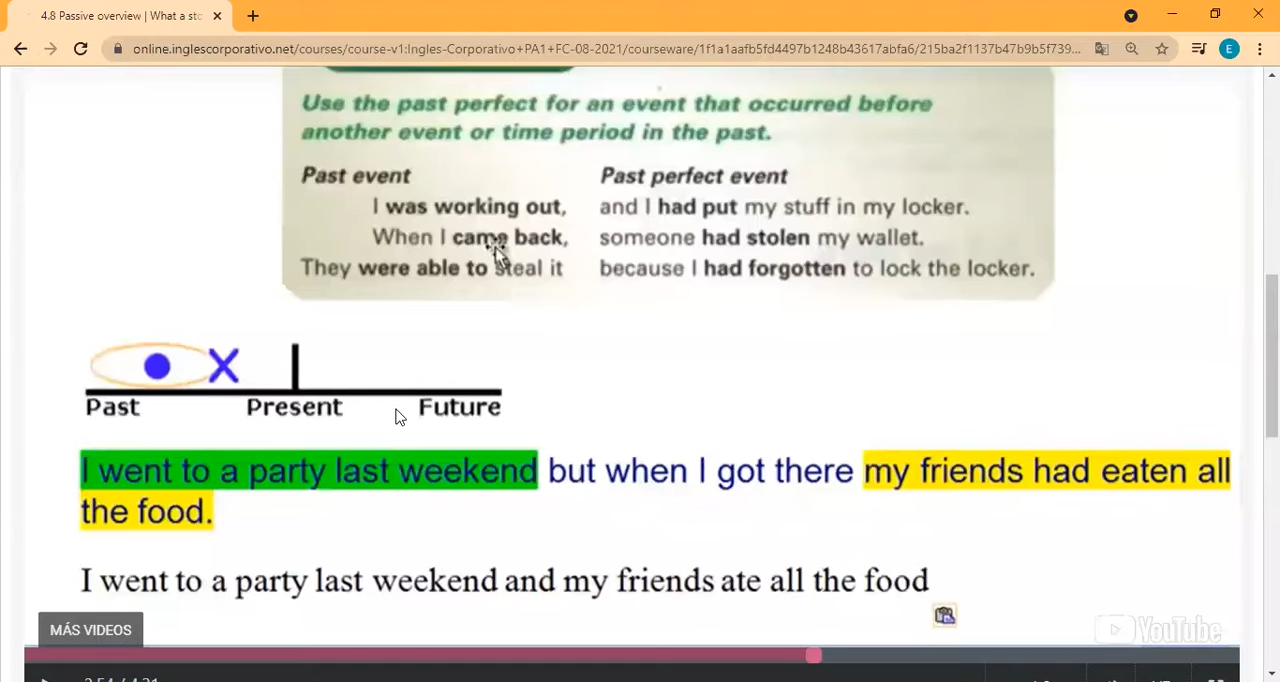 4.8 Passive overview | What a sto
online.inglescorporativo.net/courses/course-v1:Ingles-Corporativo+PA1+FC-08-2021/courseware/1f1a1aafb5fd4497b1248b43617abfa6/215ba2f1137b47b9b5f739...
E
Use the past perfect for an event that occurred before
another event or time period in the past.
Past event Past perfect event
I was working out, and I had put my stuff in my locker.
When I came back, someone had stolen my wallet.
They were able to steal it because I had forgotten to lock the locker.
X
Past Present Future
I went to a party last weekend but when I got there my friends had eaten all
the food.
I went to a party last weekend and my friends ate all the food
MÁS VIDEOS
YouTube